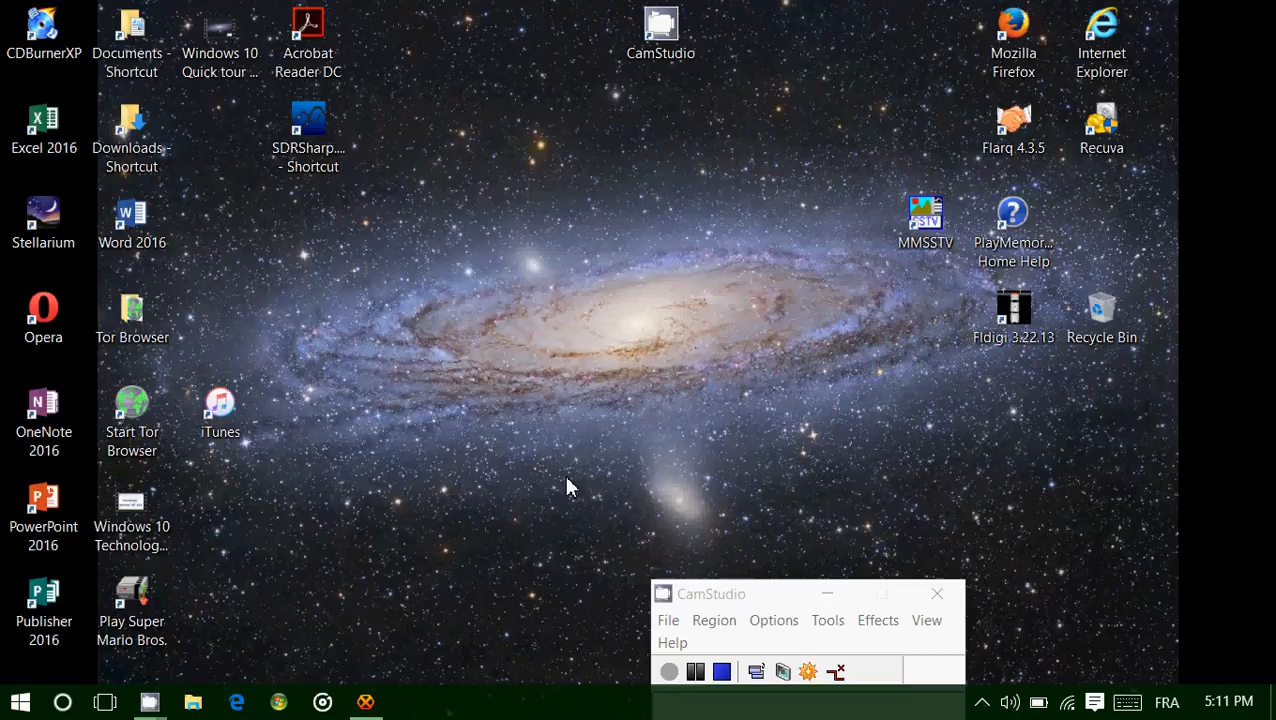 CDBurnerXP
Documents -
Shortcut
Windows 10
Quick tour ...
Acrobat
Reader DC
CamStudio
Mozilla
Firefox
Internet
Explorer
Excel 2016
Downloads -
Shortcut
SDRSharp....
- Shortcut
Flarq 4.3.5
Recuva
Stellarium
Word 2016
SSTV
MMSSTV
PlayMemor...
Home Help
Opera
Tor Browser
Fldigi 3.22.13
Recycle Bin
OneNote
2016
Start Tor
Browser
iTunes
PowerPoint
2016
Windows 10
Technolog...
Publisher
2016
Play Super
Mario Bros.
CamStudio
File Region Options Tools Effects View
Help
FRA
5:11 PM